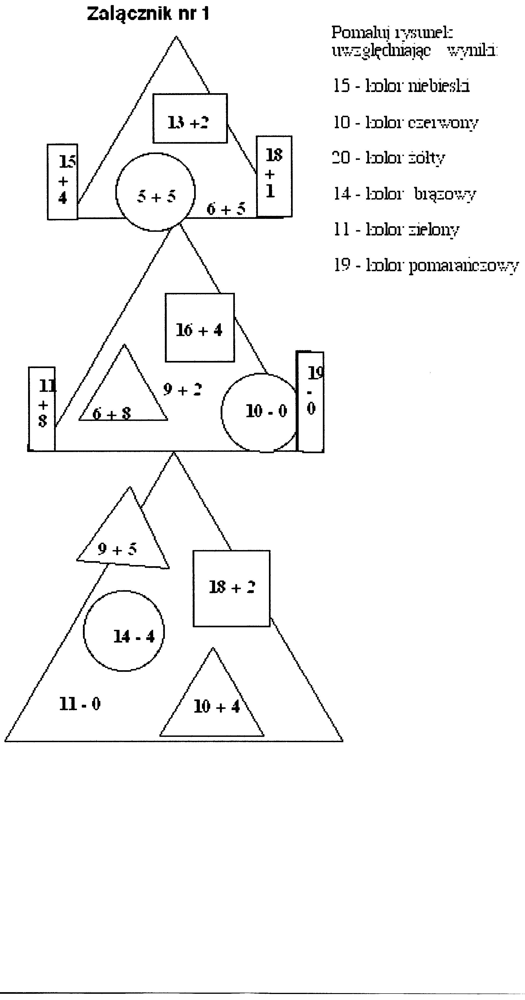 Zalącznik nr 1
Pomaluj rysunek
uwzględniając wyniki:
15 - kolor niebieski
10 - kolor czerwony
20 - kolor żółty
14 - kolor brązowy
11 - kolor zielony
19 - kolor pomarańczowy
13 +2
15
+
4
18
+
1
5 + 5
6 + 5
16 + 4
11
+
8
6 + 8
9 + 2
10 - 0
19
-
0
9 + 5
18 + 2
14 - 4
11 - 0
10 + 4